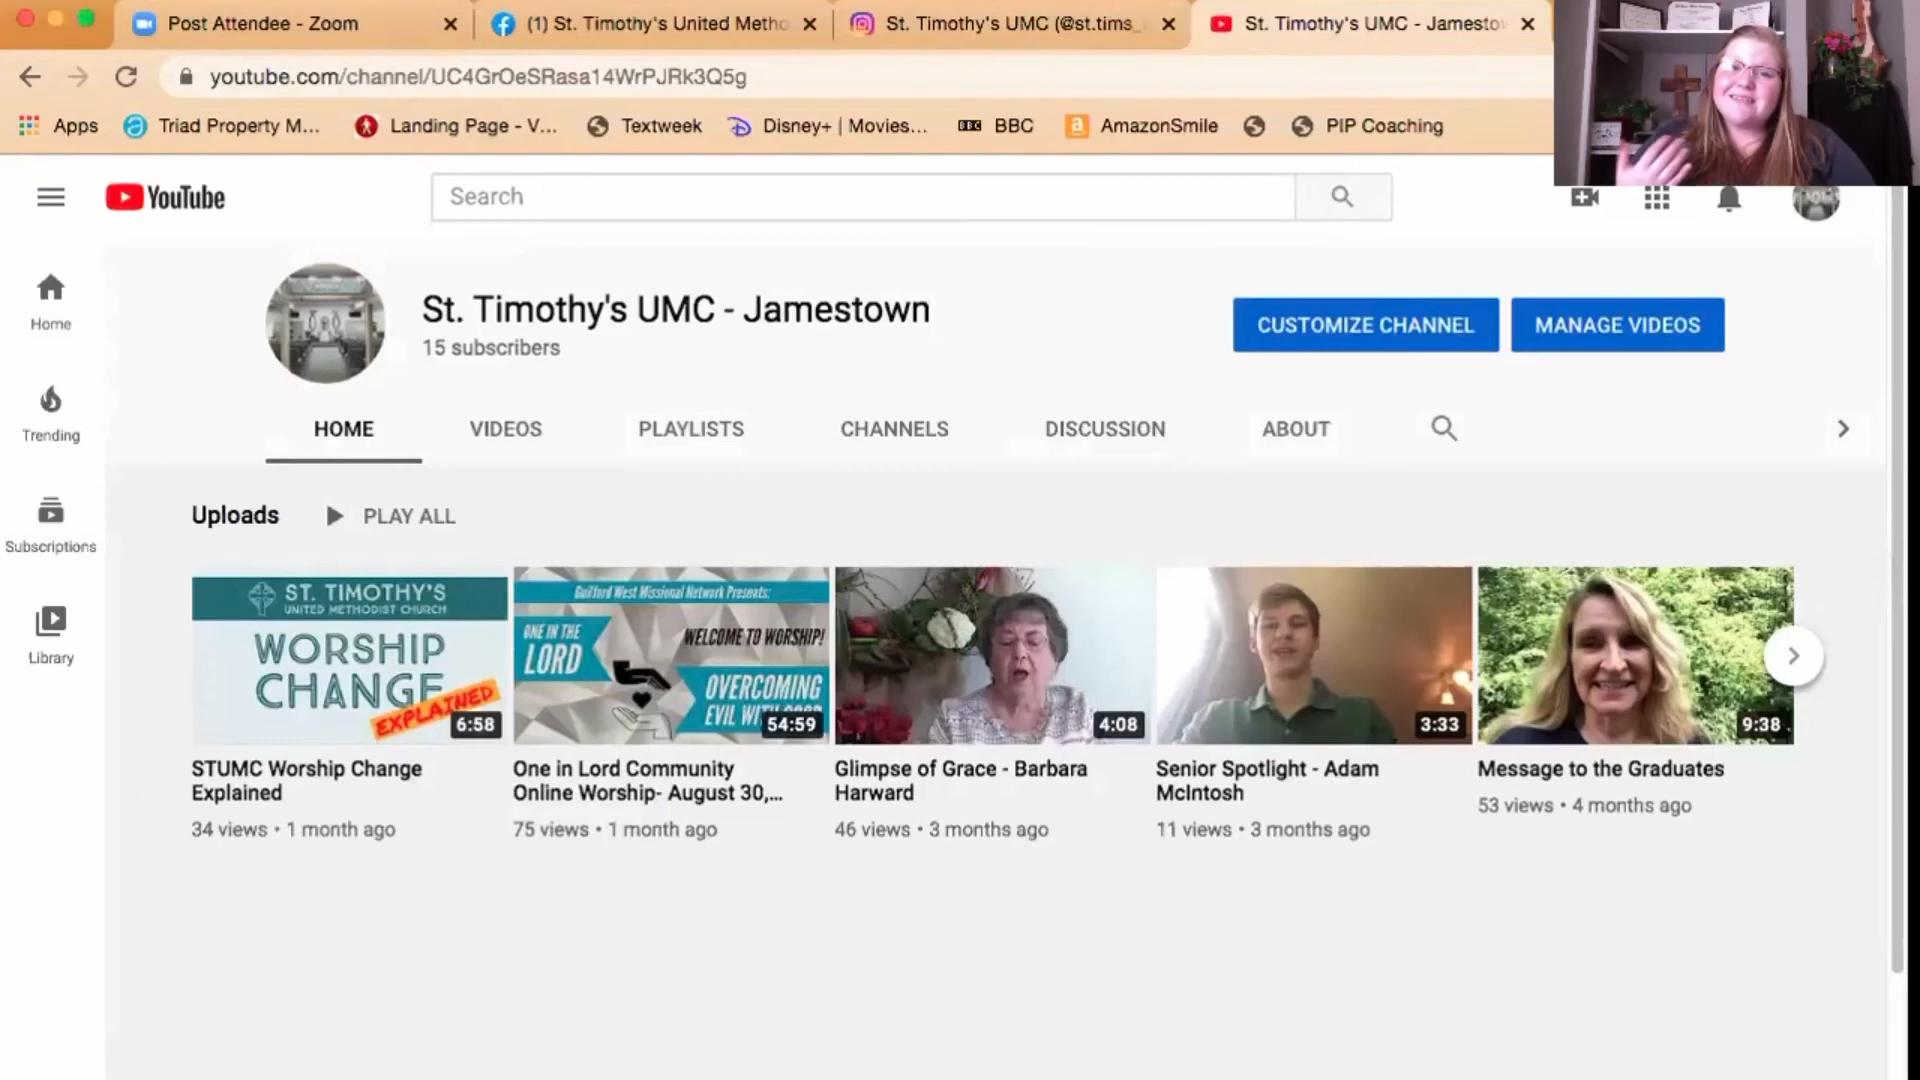 Post Attendee - Zoom
(1) St. Timothy's United Metho
St. Timothy's UMC (@st.tims_
St. Timothy's UMC - Jamestow
youtube.com/channel/UC4GrOeSRasa14WrPJRk3Q5g
Apps
Triad Property M...
Landing Page - V...
Textweek
Disney+ | Movies...
BBC BBC
AmazonSmile
PIP Coaching
YouTube
Search
Home
Trending
Subscriptions
Library
St. Timothy's UMC - Jamestown
15 subscribers
CUSTOMIZE CHANNEL
MANAGE VIDEOS
HOME
VIDEOS
PLAYLISTS
CHANNELS
DISCUSSION
ABOUT
Uploads
PLAY ALL
ST. TIMOTHY'S
UNITED METHODIST CHURCH
WORSHIP
CHANGE
EXPLAINED
6:58
STUMC Worship Change
Explained
34 views • 1 month ago
Guilford West Missional Network Presents:
ONE IN THE
LORD
WELCOME TO WORSHIP!
OVERCOMING
EVIL WITH
54:59
One in Lord Community
Online Worship- August 30,...
75 views • 1 month ago
4:08
Glimpse of Grace - Barbara
Harward
46 views • 3 months ago
3:33
Senior Spotlight - Adam
McIntosh
11 views • 3 months ago
9:38
Message to the Graduates
53 views • 4 months ago